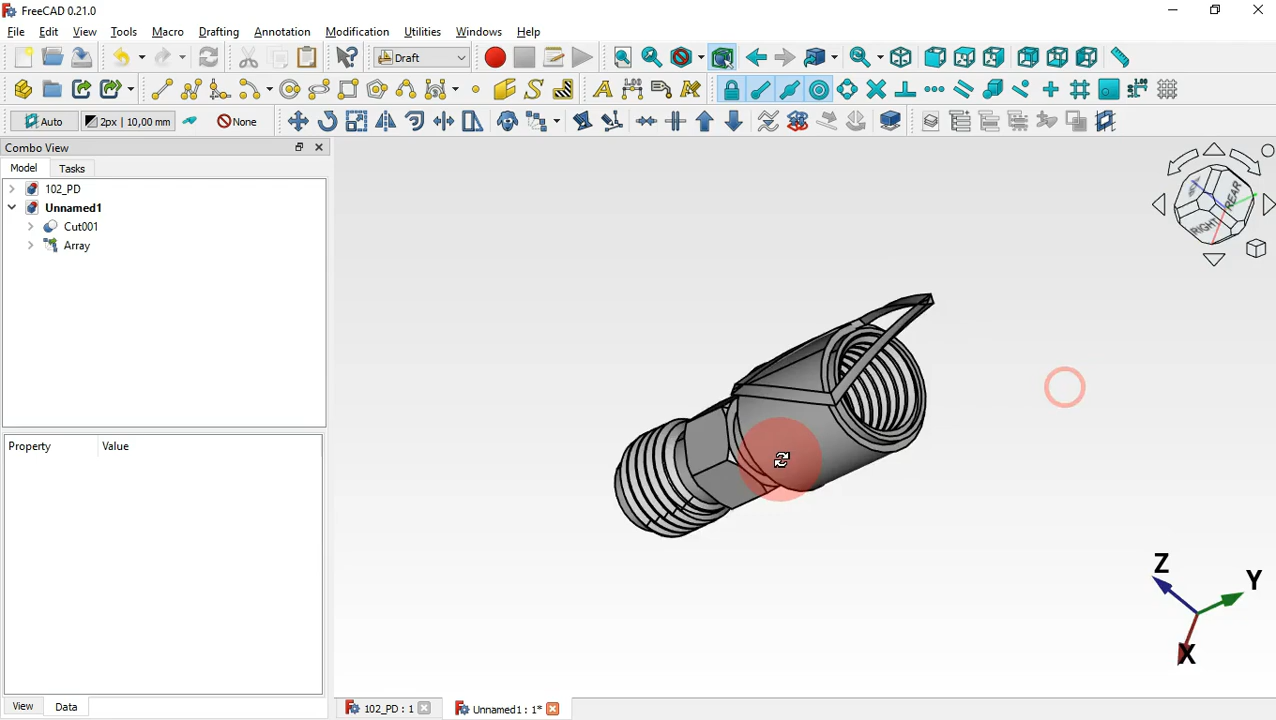 FreeCAD 0.21.0
File Edit View Tools Macro Drafting Annotation Modification Utilities Windows Help
Draft
Auto 2px | 10,00 mm None
Combo View
Model Tasks
102_PD
Unnamed1
Cut001
Array
Property Value
View Data
REAR
RIGHT
Z
Y
X
102_PD : 1 Unnamed1 : 1*